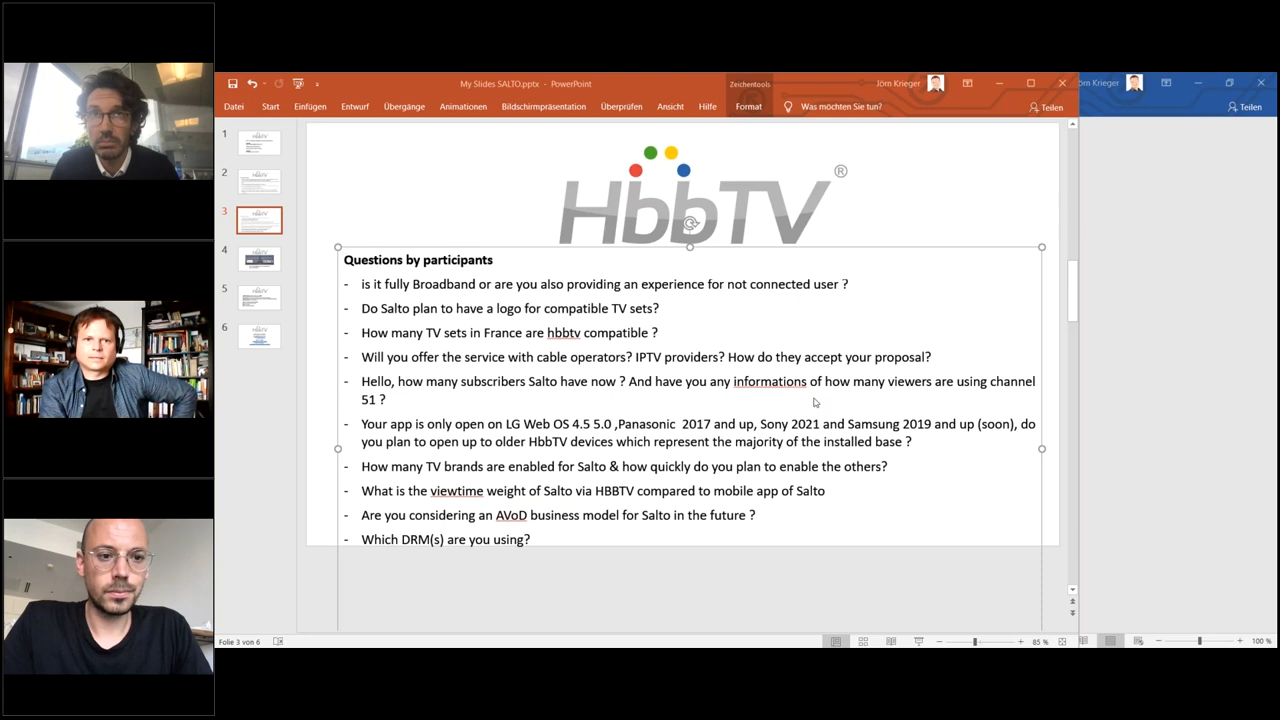 My Slides SALTO.pptx - PowerPoint
Zeichentools
Jörn Krieger
örn Krieger
Datei Start Einfügen Entwurf Übergänge Animationen Bildschirmpräsentation Überprüfen Ansicht Hilfe Format Was möchten Sie tun? Teilen
Teilen
1
2
3
4
5
6
HbbTV ®
Questions by participants
- is it fully Broadband or are you also providing an experience for not connected user ?
- Do Salto plan to have a logo for compatible TV sets?
- How many TV sets in France are hbbtv compatible ?
- Will you offer the service with cable operators? IPTV providers? How do they accept your proposal?
- Hello, how many subscribers Salto have now ? And have you any informations of how many viewers are using channel
51 ?
- Your app is only open on LG Web OS 4.5 5.0 ,Panasonic 2017 and up, Sony 2021 and Samsung 2019 and up (soon), do
you plan to open up to older HbbTV devices which represent the majority of the installed base ?
- How many TV brands are enabled for Salto & how quickly do you plan to enable the others?
- What is the viewtime weight of Salto via HBBTV compared to mobile app of Salto
- Are you considering an AVoD business model for Salto in the future ?
- Which DRM(s) are you using?
Folie 3 von 6
85 %
100 %